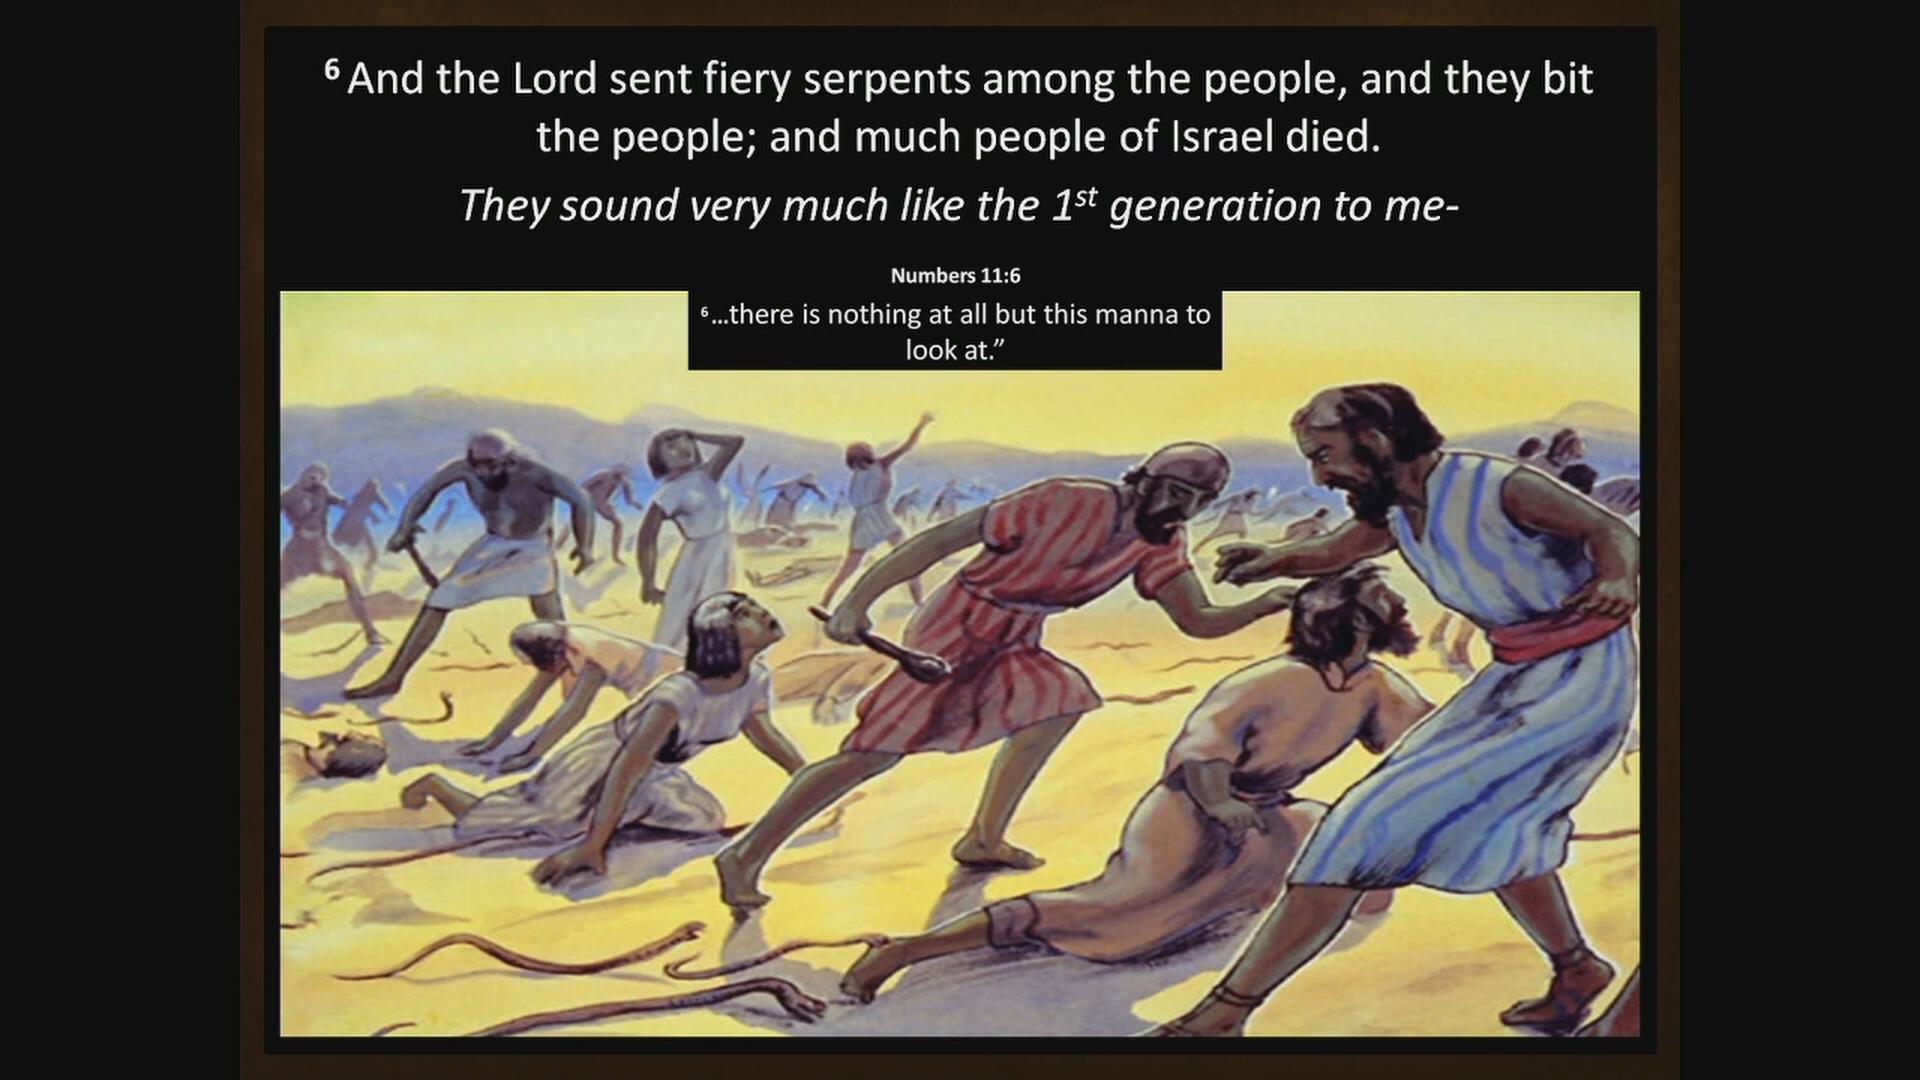 ⁶ And the Lord sent fiery serpents among the people, and they bit
the people; and much people of Israel died.
They sound very much like the 1ˢᵗ generation to me-
Numbers 11:6
⁶…there is nothing at all but this manna to
look at.”